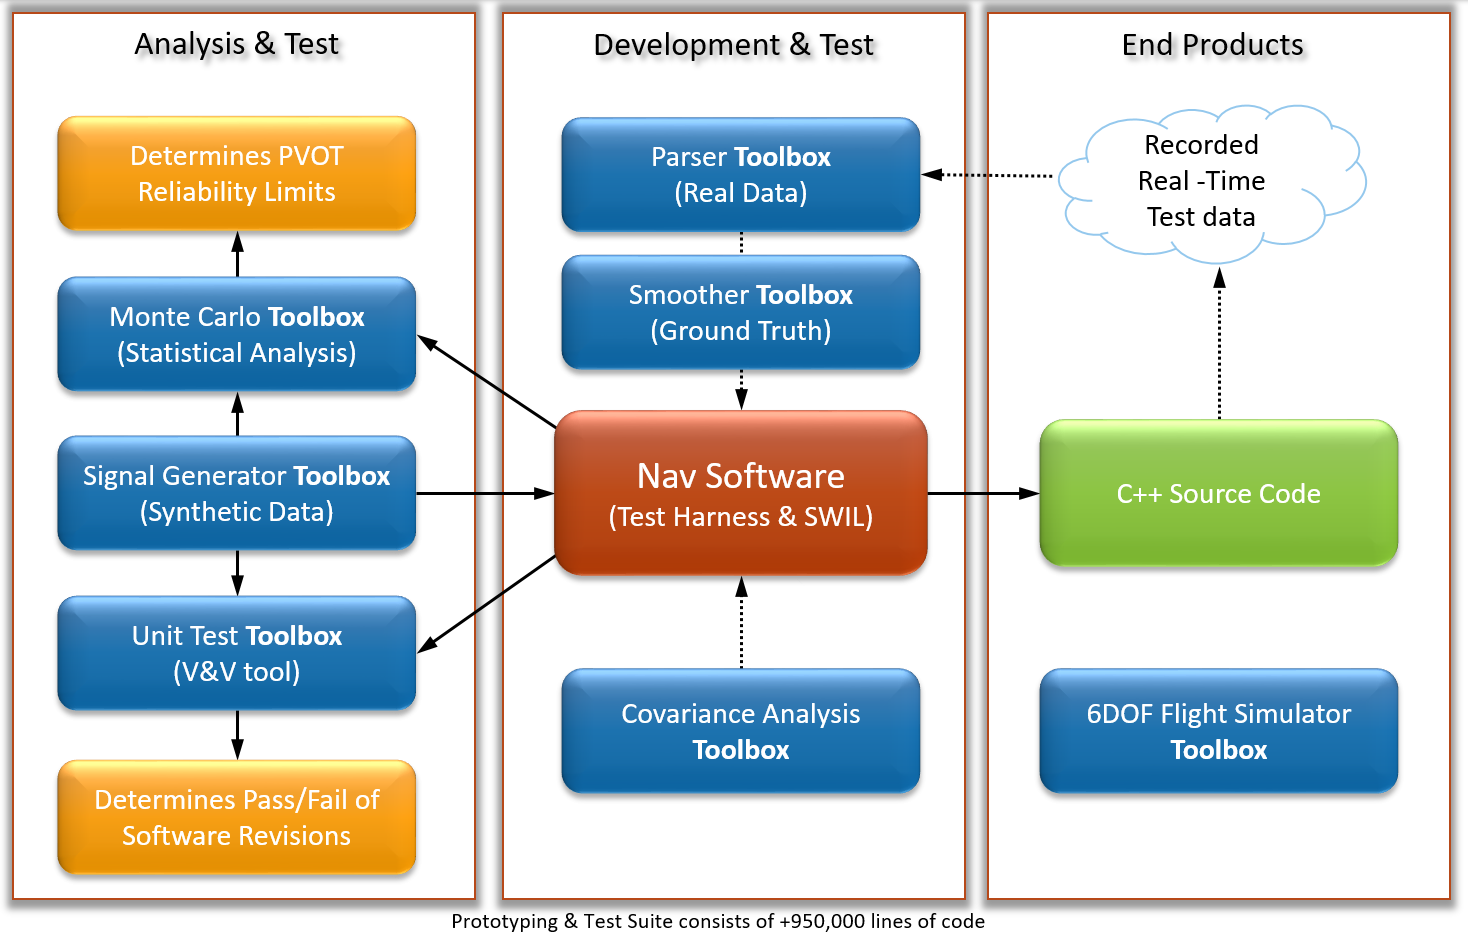 Analysis & Test
Determines PVOT
Reliability Limits
Monte Carlo Toolbox
(Statistical Analysis)
Signal Generator Toolbox
(Synthetic Data)
Unit Test Toolbox
(V&V tool)
Determines Pass/Fail of
Software Revisions
Development & Test
Parser Toolbox
(Real Data)
Smoother Toolbox
(Ground Truth)
Nav Software
(Test Harness & SWIL)
Covariance Analysis
Toolbox
End Products
Recorded
Real -Time
Test data
C++ Source Code
6DOF Flight Simulator
Toolbox
Prototyping & Test Suite consists of +950,000 lines of code